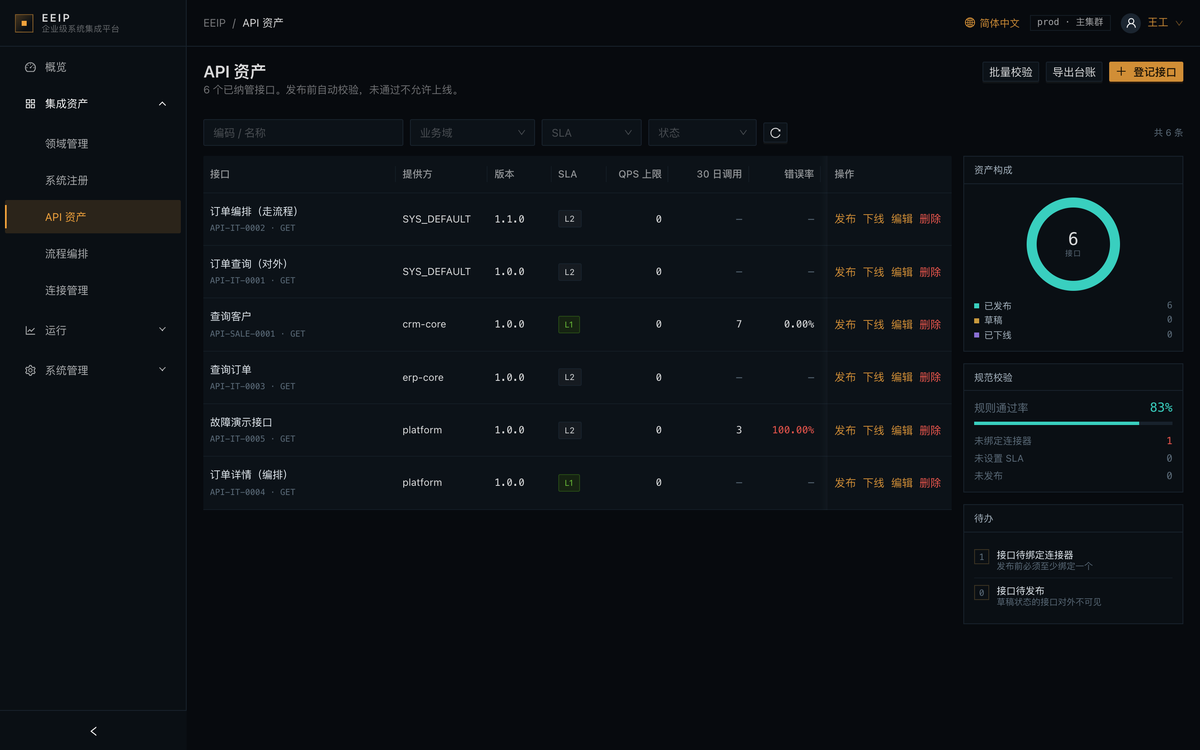 EEIP
企业级系统集成平台
EEIP / API 资产
简体中文
prod · 主集群
王工
概览
集成资产
领域管理
系统注册
API 资产
流程编排
连接管理
运行
系统管理
API 资产
6 个已纳管接口。发布前自动校验，未通过不允许上线。
批量校验
导出台账
登记接口
编码 / 名称
业务域
SLA
状态
共 6 条
接口 提供方 版本 SLA QPS 上限 30 日调用 错误率 操作
订单编排（走流程）
API-IT-0002 · GET
SYS_DEFAULT 1.1.0 L2 0 — — 发布 下线 编辑 删除
订单查询（对外）
API-IT-0001 · GET
SYS_DEFAULT 1.0.0 L2 0 — — 发布 下线 编辑 删除
查询客户
API-SALE-0001 · GET
crm-core 1.0.0 L1 0 7 0.00% 发布 下线 编辑 删除
查询订单
API-IT-0003 · GET
erp-core 1.0.0 L2 0 — — 发布 下线 编辑 删除
故障演示接口
API-IT-0005 · GET
platform 1.0.0 L2 0 3 100.00% 发布 下线 编辑 删除
订单详情（编排）
API-IT-0004 · GET
platform 1.0.0 L1 0 — — 发布 下线 编辑 删除
资产构成
6
接口
已发布 6
草稿 0
已下线 0
规范校验
规则通过率 83%
未绑定连接器 1
未设置 SLA 0
未发布 0
待办
1 接口待绑定连接器
发布前必须至少绑定一个
0 接口待发布
草稿状态的接口对外不可见